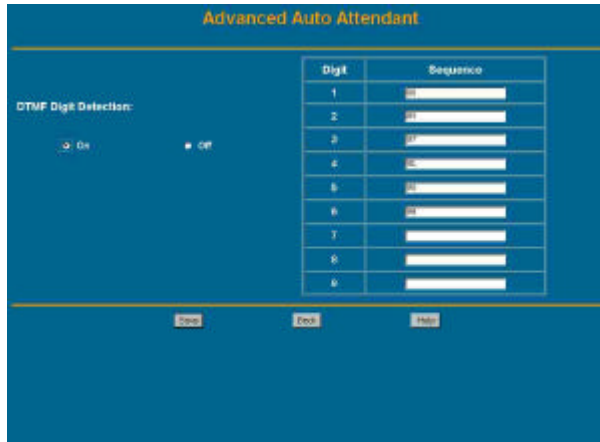 Advanced Auto Attendant
Digit Sequence
DTMF Digit Detection:
On Off
1
2
3
4
5
6
7
8
9
Save Back Help